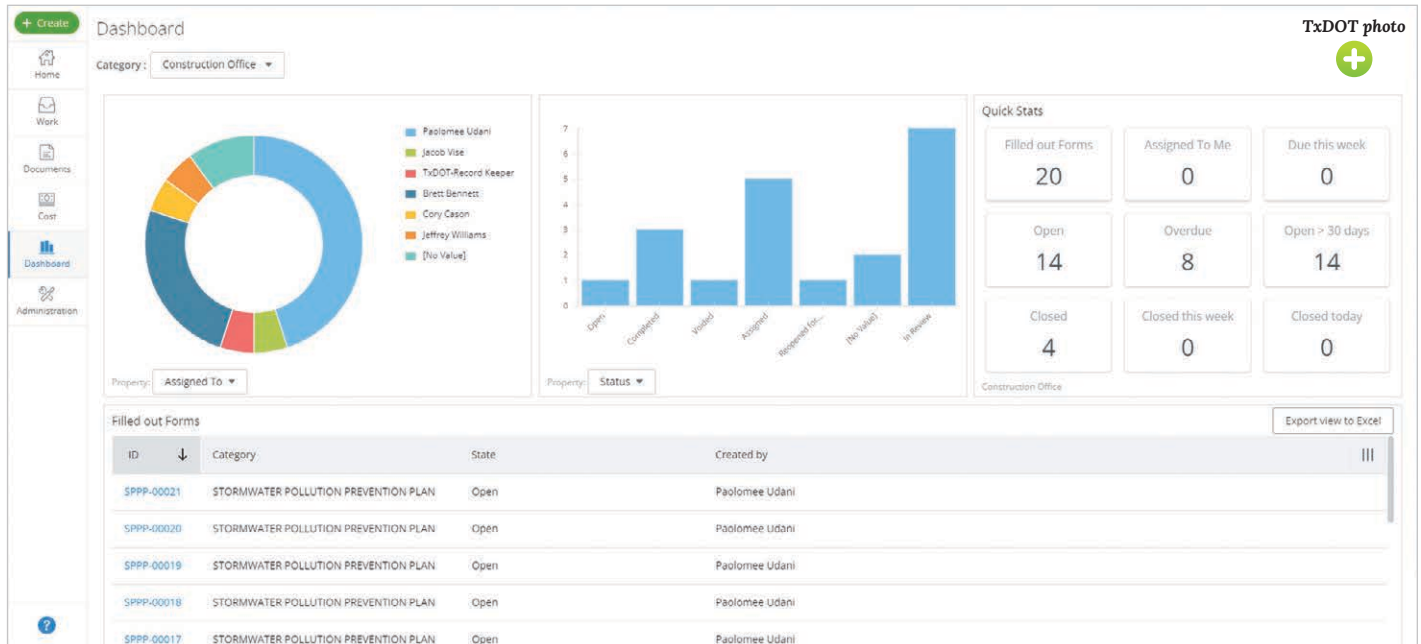 + Create
Dashboard
TxDOT photo
Home
Category : Construction Office
Work
Documents
Cost
Dashboard
Administration
Paolomee Udani
Jacob Vise
TxDOT-Record Keeper
Brett Bennett
Cory Cason
Jeffrey Williams
[No Value]
Property: Assigned To
7
6
5
4
3
2
1
0
Open
Completed
Voided
Assigned
Reopened for...
[No Value]
In Review
Property: Status
Quick Stats
Filled out Forms
20
Assigned To Me
0
Due this week
0
Open
14
Overdue
8
Open > 30 days
14
Closed
4
Closed this week
0
Closed today
0
Construction Office
Filled out Forms
Export view to Excel
ID Category State Created by
SPPP-00021 STORMWATER POLLUTION PREVENTION PLAN Open Paolomee Udani
SPPP-00020 STORMWATER POLLUTION PREVENTION PLAN Open Paolomee Udani
SPPP-00019 STORMWATER POLLUTION PREVENTION PLAN Open Paolomee Udani
SPPP-00018 STORMWATER POLLUTION PREVENTION PLAN Open Paolomee Udani
SPPP-00017 STORMWATER POLLUTION PREVENTION PLAN Open Paolomee Udani
?